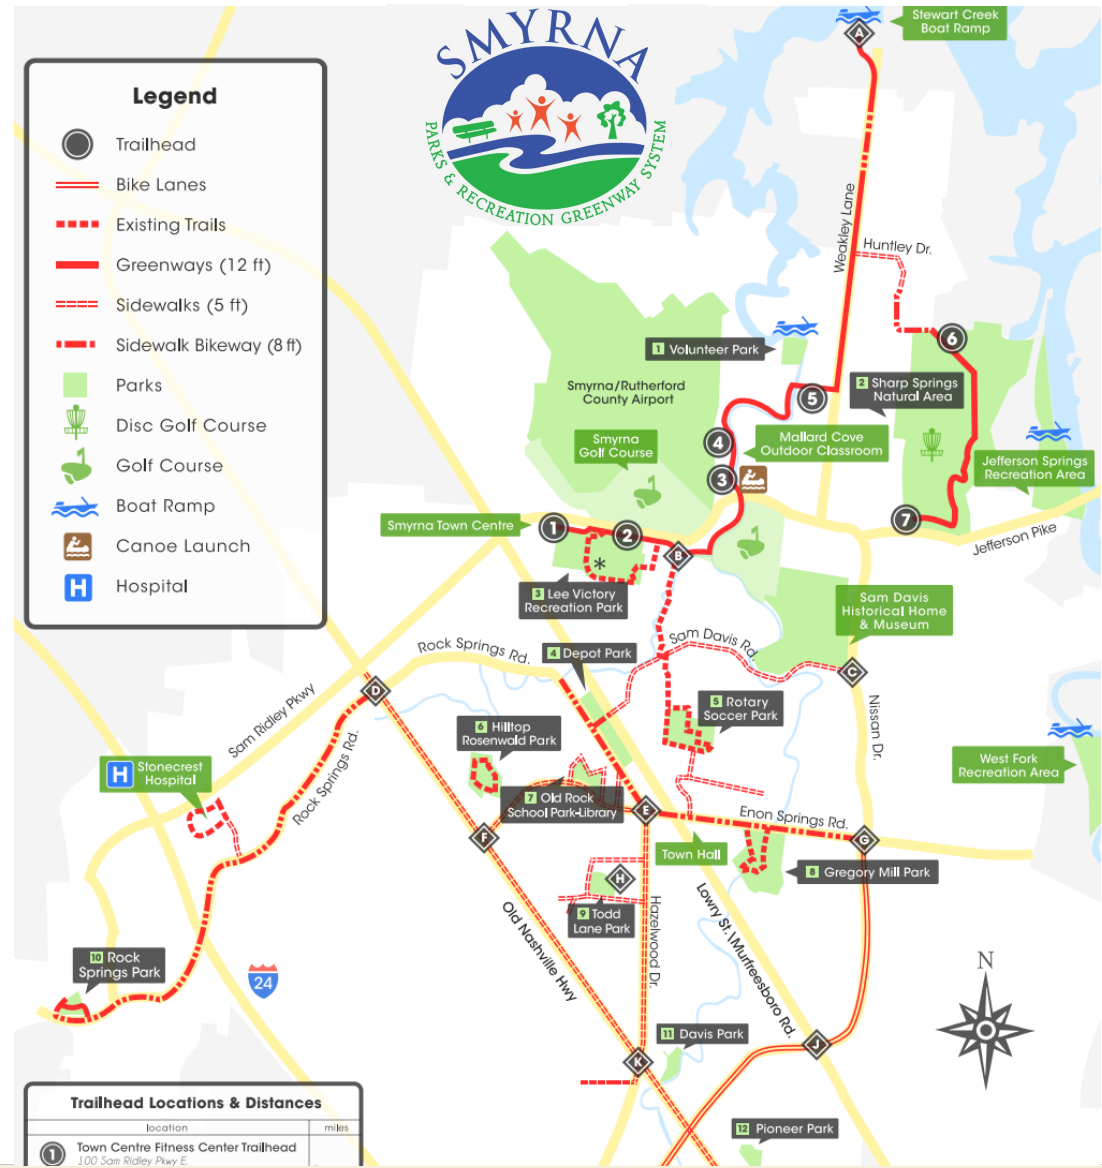 SMYRNA
PARKS & RECREATION GREENWAY SYSTEM
Legend
Trailhead
Bike Lanes
Existing Trails
Greenways (12 ft)
Sidewalks (5 ft)
Sidewalk Bikeway (8 ft)
Parks
Disc Golf Course
Golf Course
Boat Ramp
Canoe Launch
H
Hospital
Stewart Creek
Boat Ramp
A
Weakley Lane
Huntley Dr.
6
1 Volunteer Park
Smyrna/Rutherford
County Airport
2 Sharp Springs
Natural Area
5
Smyrna
Golf Course
4
Mallard Cove
Outdoor Classroom
Jefferson Springs
Recreation Area
3
Smyrna Town Centre
1
2
7
B
Jefferson Pike
*
3 Lee Victory
Recreation Park
Sam Davis
Historical Home
& Museum
Rock Springs Rd.
4 Depot Park
Sam Davis Rd.
C
D
Sam Ridley Pkwy
5 Rotary
Soccer Park
Nissan Dr.
6 Hilltop
Rosenwald Park
H Stonecrest
Hospital
Rock Springs Rd.
West Fork
Recreation Area
7 Old Rock
School Park-Library
E
Enon Springs Rd.
F
G
Town Hall
8 Gregory Mill Park
H
9 Todd
Lane Park
Old Nashville Hwy
Hazelwood Dr.
Lowry St.\Murfreesboro Rd.
10 Rock
Springs Park
24
N
11 Davis Park
J
K
12 Pioneer Park
Trailhead Locations & Distances
location miles
1 Town Centre Fitness Center Trailhead
100 Sam Ridley Pkwy E.